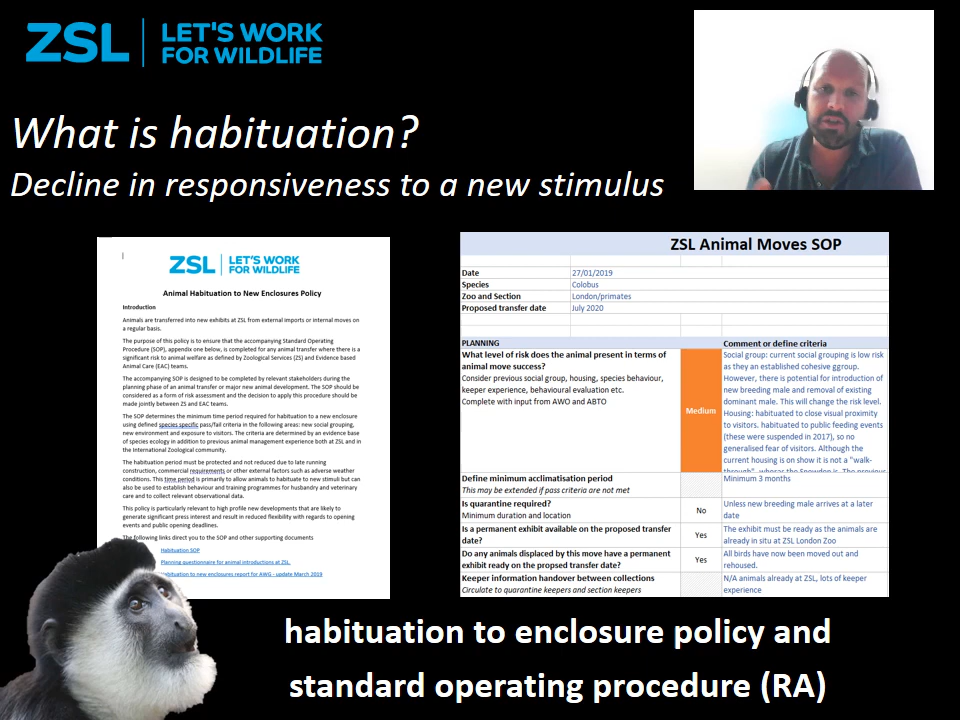 ZSL
LET'S WORK
FOR WILDLIFE
What is habituation?
Decline in responsiveness to a new stimulus
ZSL
LET'S WORK
FOR WILDLIFE
Animal Habituation to New Enclosures Policy
Introduction
Animals are transferred into new exhibits at ZSL from external imports or internal moves on
a regular basis.
The purpose of this policy is to ensure that the accompanying Standard Operating
Procedure (SOP), appendix one below, is completed for any animal transfer where there is a
significant risk to animal welfare as defined by Zoological Services (ZS) and Evidence based
Animal Care (EAC) teams.
The accompanying SOP is designed to be completed by relevant stakeholders during the
planning phase of an animal transfer or major new animal development. The SOP should be
considered as a form of risk assessment and the decision to apply this procedure should be
made jointly between ZS and EAC teams.
The SOP determines the minimum time period required for habituation to a new enclosure
using defined species specific pass/fail criteria in the following areas: new social grouping,
new environment and exposure to visitors. The criteria are determined by an evidence base
of species ecology in addition to previous animal management experience both at ZSL and in
the International Zoological community.
The habituation period must be protected and not reduced due to late running
construction, commercial requirements or other external factors such as adverse weather
conditions. This time period is primarily to allow animals to habituate to new stimuli but can
also be used to establish behaviour and training programmes for husbandry and veterinary
care and to collect relevant observational data.
This policy is particularly relevant to high profile new developments that are likely to
generate significant press interest and result in reduced flexibility with regards to opening
events and public opening deadlines.
The following links direct you to the SOP and other supporting documents
Habituation SOP
Planning questionnaire for animal introductions at ZSL.
habituation to new enclosures report for AWG - update March 2019
ZSL Animal Moves SOP
Date 27/01/2019
Species Colobus
Zoo and Section London/primates
Proposed transfer date July 2020
PLANNING Comment or define criteria
What level of risk does the animal present in terms of
animal move success?
Consider previous social group, housing, species behaviour,
keeper experience, behavioural evaluation etc.
Complete with input from AWO and ABTO
Medium
Social group: current social grouping is low risk
as they an established cohesive ggroup.
However, there is potential for introduction of
new breeding male and removal of existing
dominant male. This will change the risk level.
Housing: habituated to close visual proximity
to visitors. habituated to public feeding events
(these were suspended in 2017), so no
generalised fear of visitors. Although the
current housing is on show it is not a "walk-
through", wheras the Snowdon is. The previous
Define minimum acclimatisation period
This may be extended if pass criteria are not met
Minimum 3 months
Is quarantine required?
Minimum duration and location
No
Unless new breeding male arrives at a later
date
Is a permanent exhibit available on the proposed transfer
date?
Yes
The exhibit must be ready as the animals are
already in situ at ZSL London Zoo
Do any animals displaced by this move have a permanent
exhibit ready on the propsed transfer date?
Yes
All birds have now been moved out and
rehoused.
Keeper information handover between collections
Circulate to quarantine keepers and section keepers
N/A animals already at ZSL, lots of keeper
experience
habituation to enclosure policy and
standard operating procedure (RA)